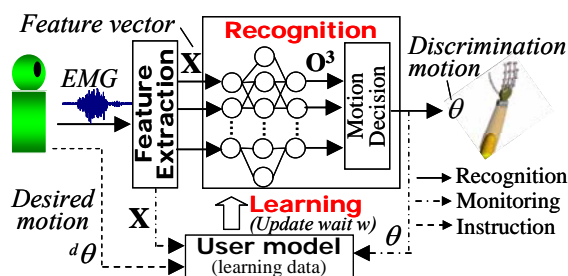 Feature vector
Recognition
Discrimination
motion
EMG
X
O³
θ
Feature
Extraction
Motion
Decision
Recognition
Monitoring
Instruction
Desired
motion
ᵈθ
X
Learning
(Update wait w)
θ
User model
(learning data)